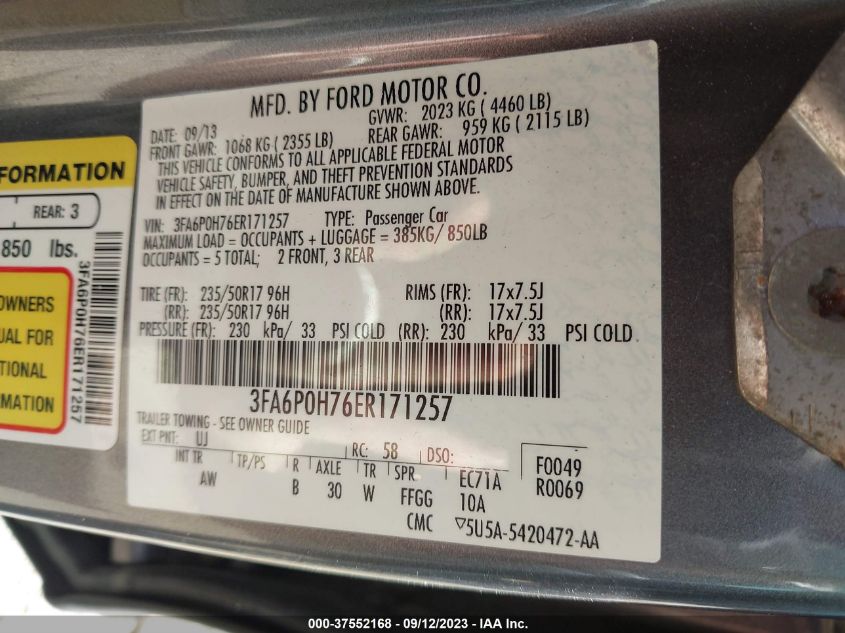 MFD. BY FORD MOTOR CO.
DATE: 09/13
GVWR: 2023 KG ( 4460 LB)
FRONT GAWR: 1068 KG ( 2355 LB)
REAR GAWR: 959 KG ( 2115 LB)
THIS VEHICLE CONFORMS TO ALL APPLICABLE FEDERAL MOTOR
VEHICLE SAFETY, BUMPER, AND THEFT PREVENTION STANDARDS
IN EFFECT ON THE DATE OF MANUFACTURE SHOWN ABOVE.
VIN: 3FA6P0H76ER171257 TYPE: Passenger Car
MAXIMUM LOAD = OCCUPANTS + LUGGAGE = 385KG/ 850LB
OCCUPANTS = 5 TOTAL; 2 FRONT, 3 REAR
TIRE (FR): 235/50R17 96H RIMS (FR): 17x7.5J
(RR): 235/50R17 96H (RR): 17x7.5J
PRESSURE (FR): 230 kPa/ 33 PSI COLD (RR): 230 kPa/ 33 PSI COLD
3FA6P0H76ER171257
TRAILER TOWING - SEE OWNER GUIDE
EXT PNT: UJ RC: 58 DSO:
INT TR TP/PS R AXLE TR SPR EC71A F0049
AW B 30 W FFGG 10A R0069
CMC ▽5U5A-5420472-AA
FORMATION
REAR: 3
850 lbs.
OWNERS
UAL FOR
TIONAL
RMATION
3FA6P0H76ER171257
000-37552168 - 09/12/2023 - IAA Inc.